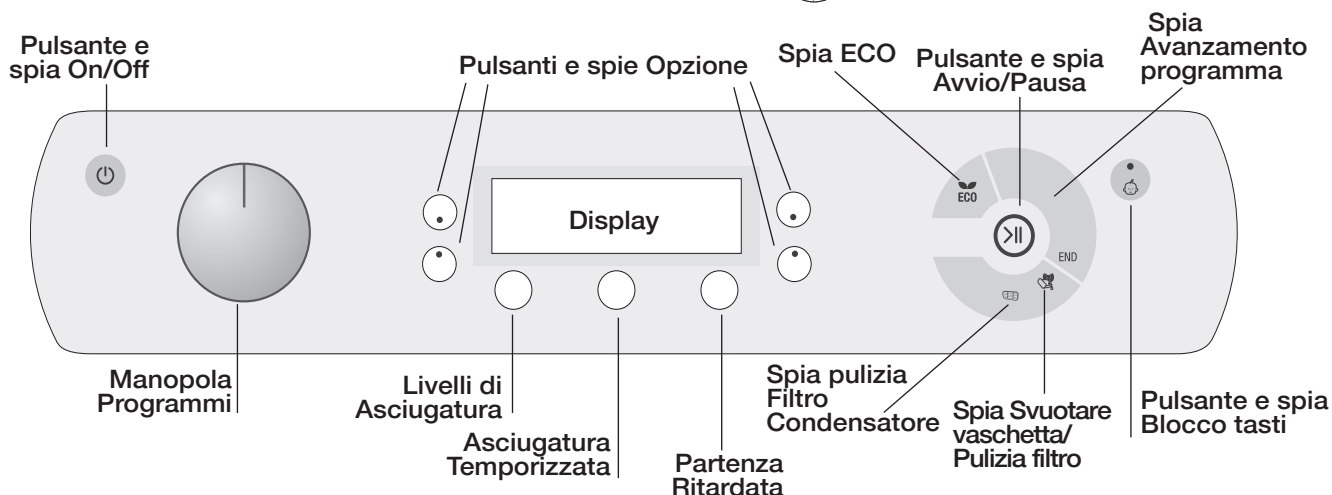 Pulsante e
spia On/Off
Pulsanti e spie Opzione
Spia ECO
Pulsante e spia
Avvio/Pausa
Spia
Avanzamento
programma
ECO
Display
END
Manopola
Programmi
Livelli di
Asciugatura
Asciugatura
Temporizzata
Partenza
Ritardata
Spia pulizia
Filtro
Condensatore
Spia Svuotare
vaschetta/
Pulizia filtro
Pulsante e spia
Blocco tasti